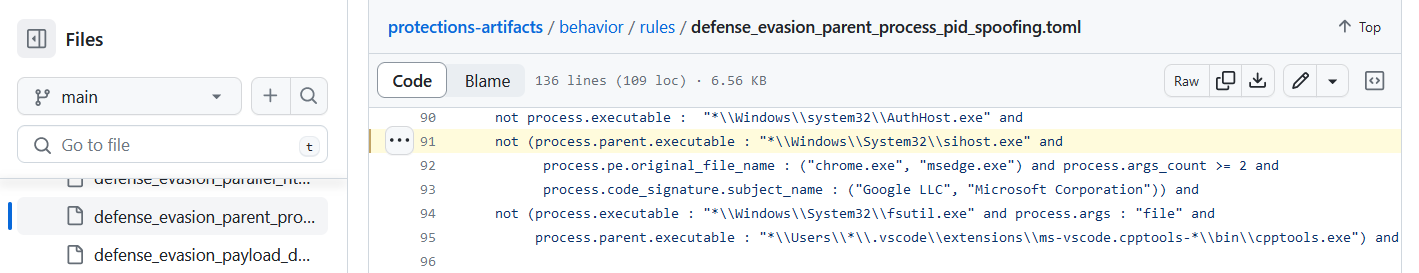 Files
main
Go to file
t
defense_evasion_parent_pro...
defense_evasion_payload_d...
protections-artifacts / behavior / rules / defense_evasion_parent_process_pid_spoofing.toml
Top
Code Blame 136 lines (109 loc) · 6.56 KB
Raw
90 not process.executable :  "*\\Windows\\system32\\AuthHost.exe" and
91 not (process.parent.executable : "*\\Windows\\System32\\sihost.exe" and
92 process.pe.original_file_name : ("chrome.exe", "msedge.exe") and process.args_count >= 2 and
93 process.code_signature.subject_name : ("Google LLC", "Microsoft Corporation")) and
94 not (process.executable : "*\\Windows\\System32\\fsutil.exe" and process.args : "file" and
95 process.parent.executable : "*\\Users\\*\\.vscode\\extensions\\ms-vscode.cpptools-*\\bin\\cpptools.exe") and
96